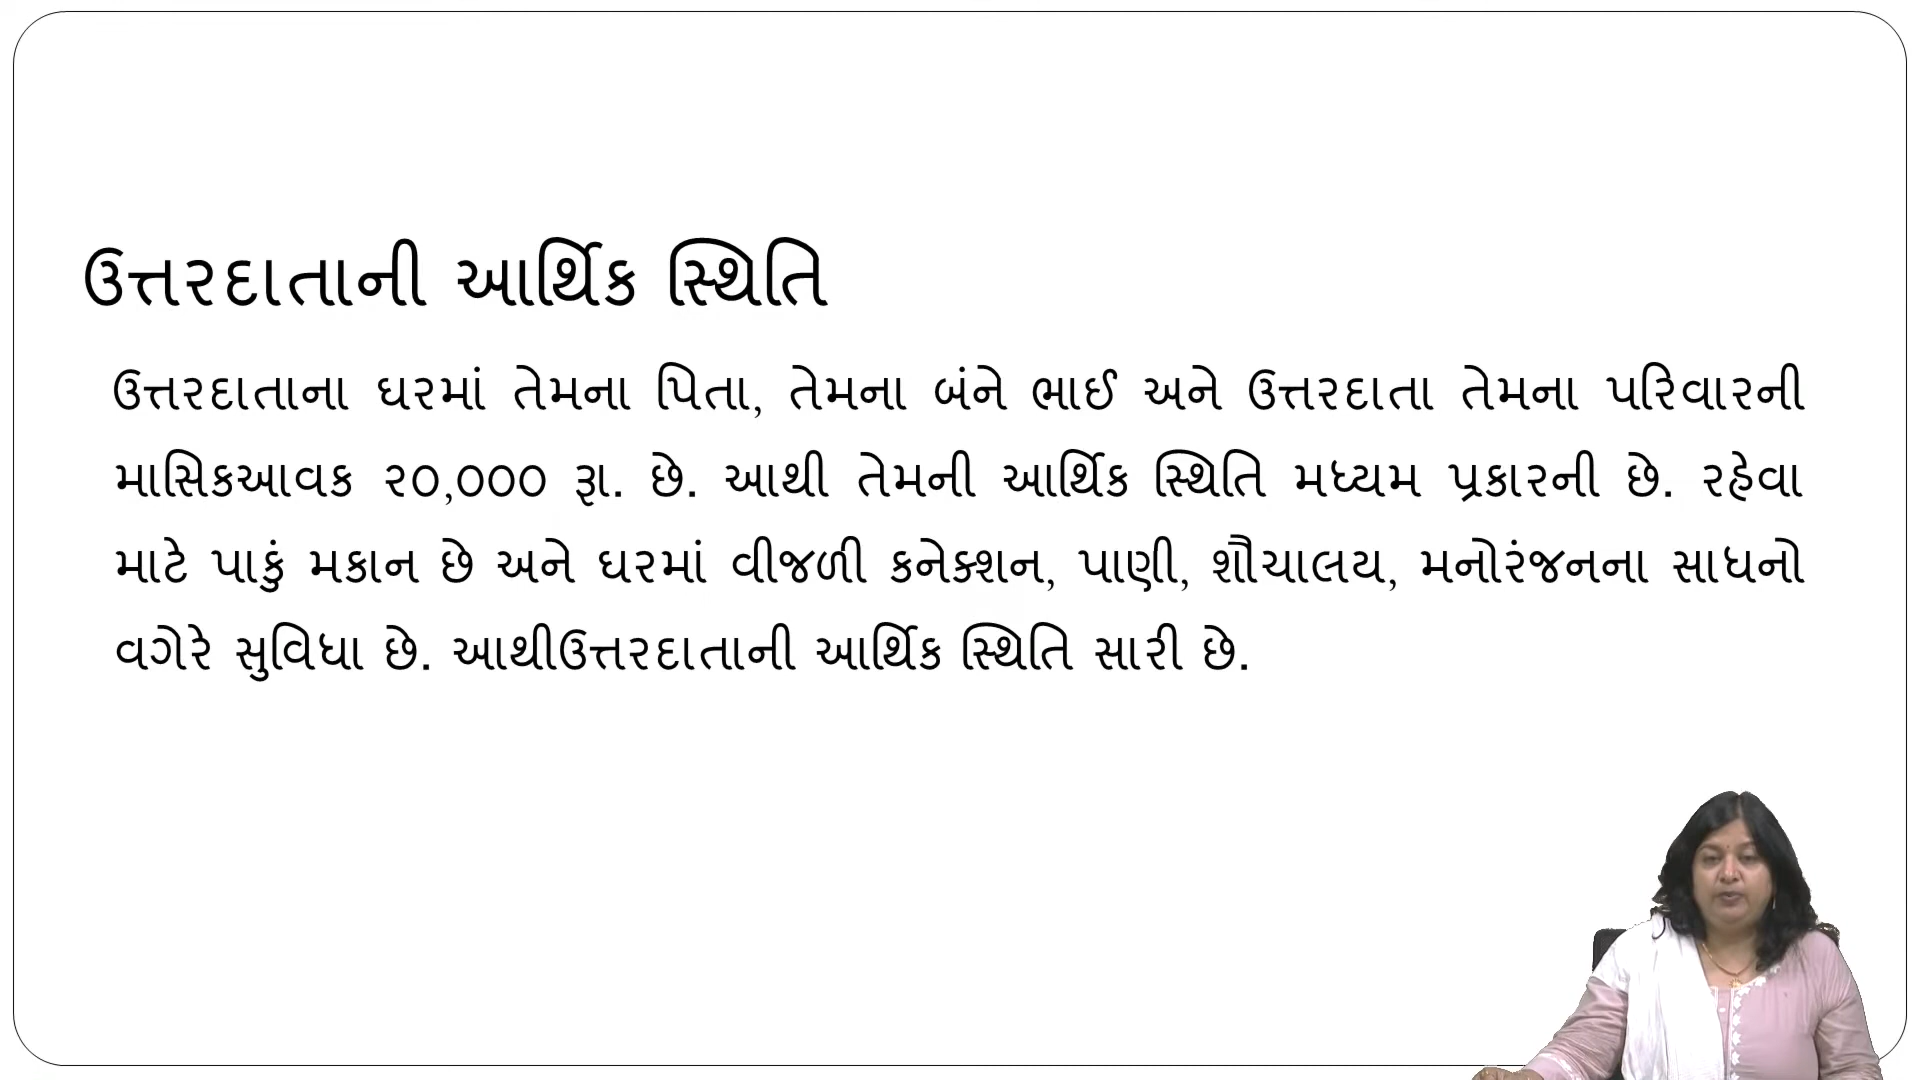 ઉત્તરદાતાની આર્થિક સ્થિતિ
ઉત્તરદાતાના ઘરમાં તેમના પિતા, તેમના બંને ભાઈ અને ઉત્તરદાતા તેમના પરિવારની
માસિકઆવક ૨૦,૦૦૦ રૂા. છે. આથી તેમની આર્થિક સ્થિતિ મધ્યમ પ્રકારની છે. રહેવા
માટે પાકું મકાન છે અને ઘરમાં વીજળી કનેક્શન, પાણી, શૌચાલય, મનોરંજનના સાધનો
વગેરે સુવિધા છે. આથીઉત્તરદાતાની આર્થિક સ્થિતિ સારી છે.